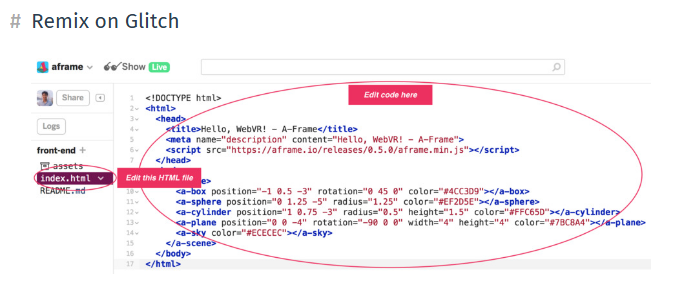 # Remix on Glitch
aframe Show Live
Share
Logs
front-end +
assets
index.html
README.md
Edit code here
Edit this HTML file
1 <!DOCTYPE html>
2 <html>
3 <head>
4 <title>Hello, WebVR! - A-Frame</title>
5 <meta name="description" content="Hello, WebVR! - A-Frame">
6 <script src="https://aframe.io/releases/0.5.0/aframe.min.js"></script>
7 </head>
10 <a-box position="-1 0.5 -3" rotation="0 45 0" color="#4CC3D9"></a-box>
11 <a-sphere position="0 1.25 -5" radius="1.25" color="#EF2D5E"></a-sphere>
12 <a-cylinder position="1 0.75 -3" radius="0.5" height="1.5" color="#FFC65D"></a-cylinder>
13 <a-plane position="0 0 -4" rotation="-90 0 0" width="4" height="4" color="#7BC8A4"></a-plane>
14 <a-sky color="#ECECEC"></a-sky>
15 </a-scene>
16 </body>
17 </html>